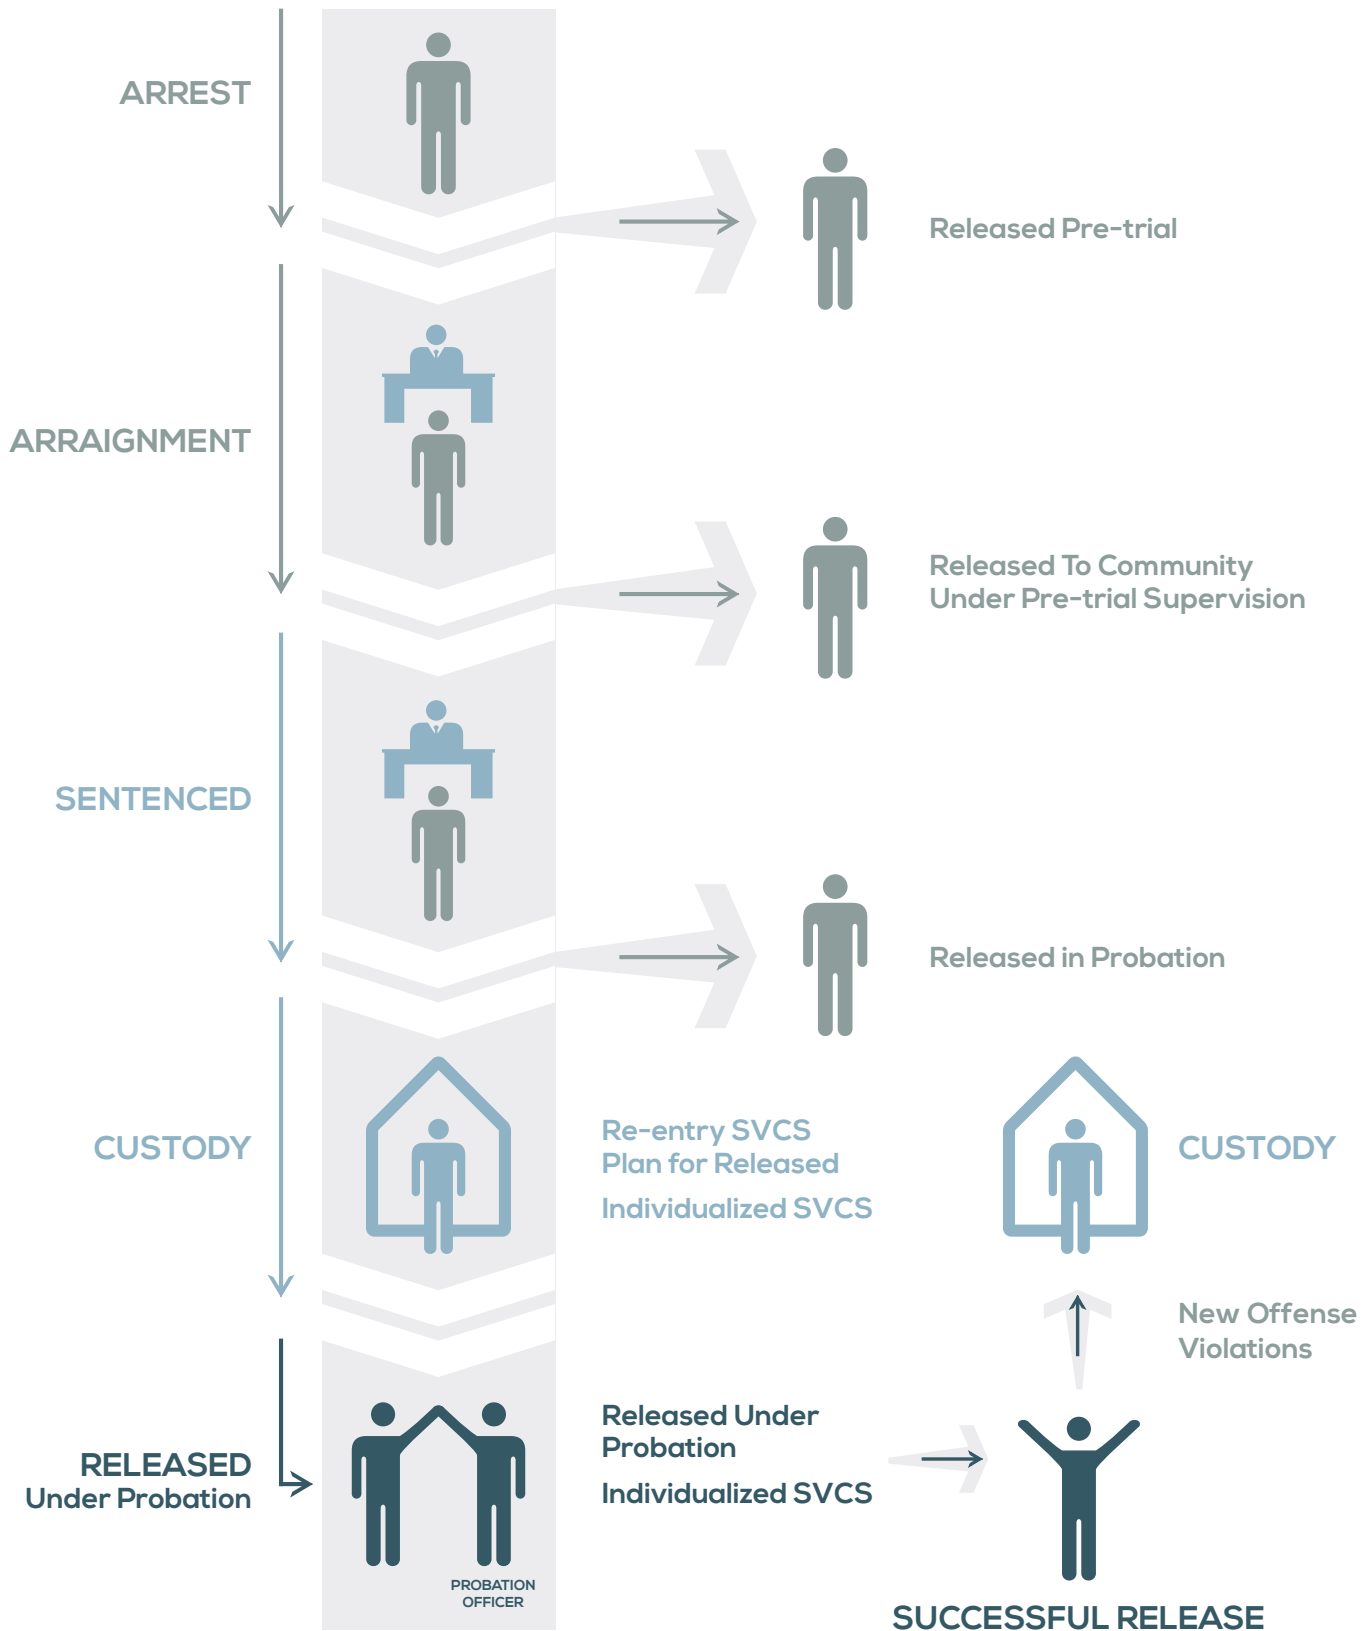 ARREST
Released Pre-trial
ARRAIGNMENT
Released To Community
Under Pre-trial Supervision
SENTENCED
Released in Probation
CUSTODY
Re-entry SVCS
Plan for Released
Individualized SVCS
CUSTODY
New Offense
Violations
RELEASED
Under Probation
PROBATION
OFFICER
Released Under
Probation
Individualized SVCS
SUCCESSFUL RELEASE